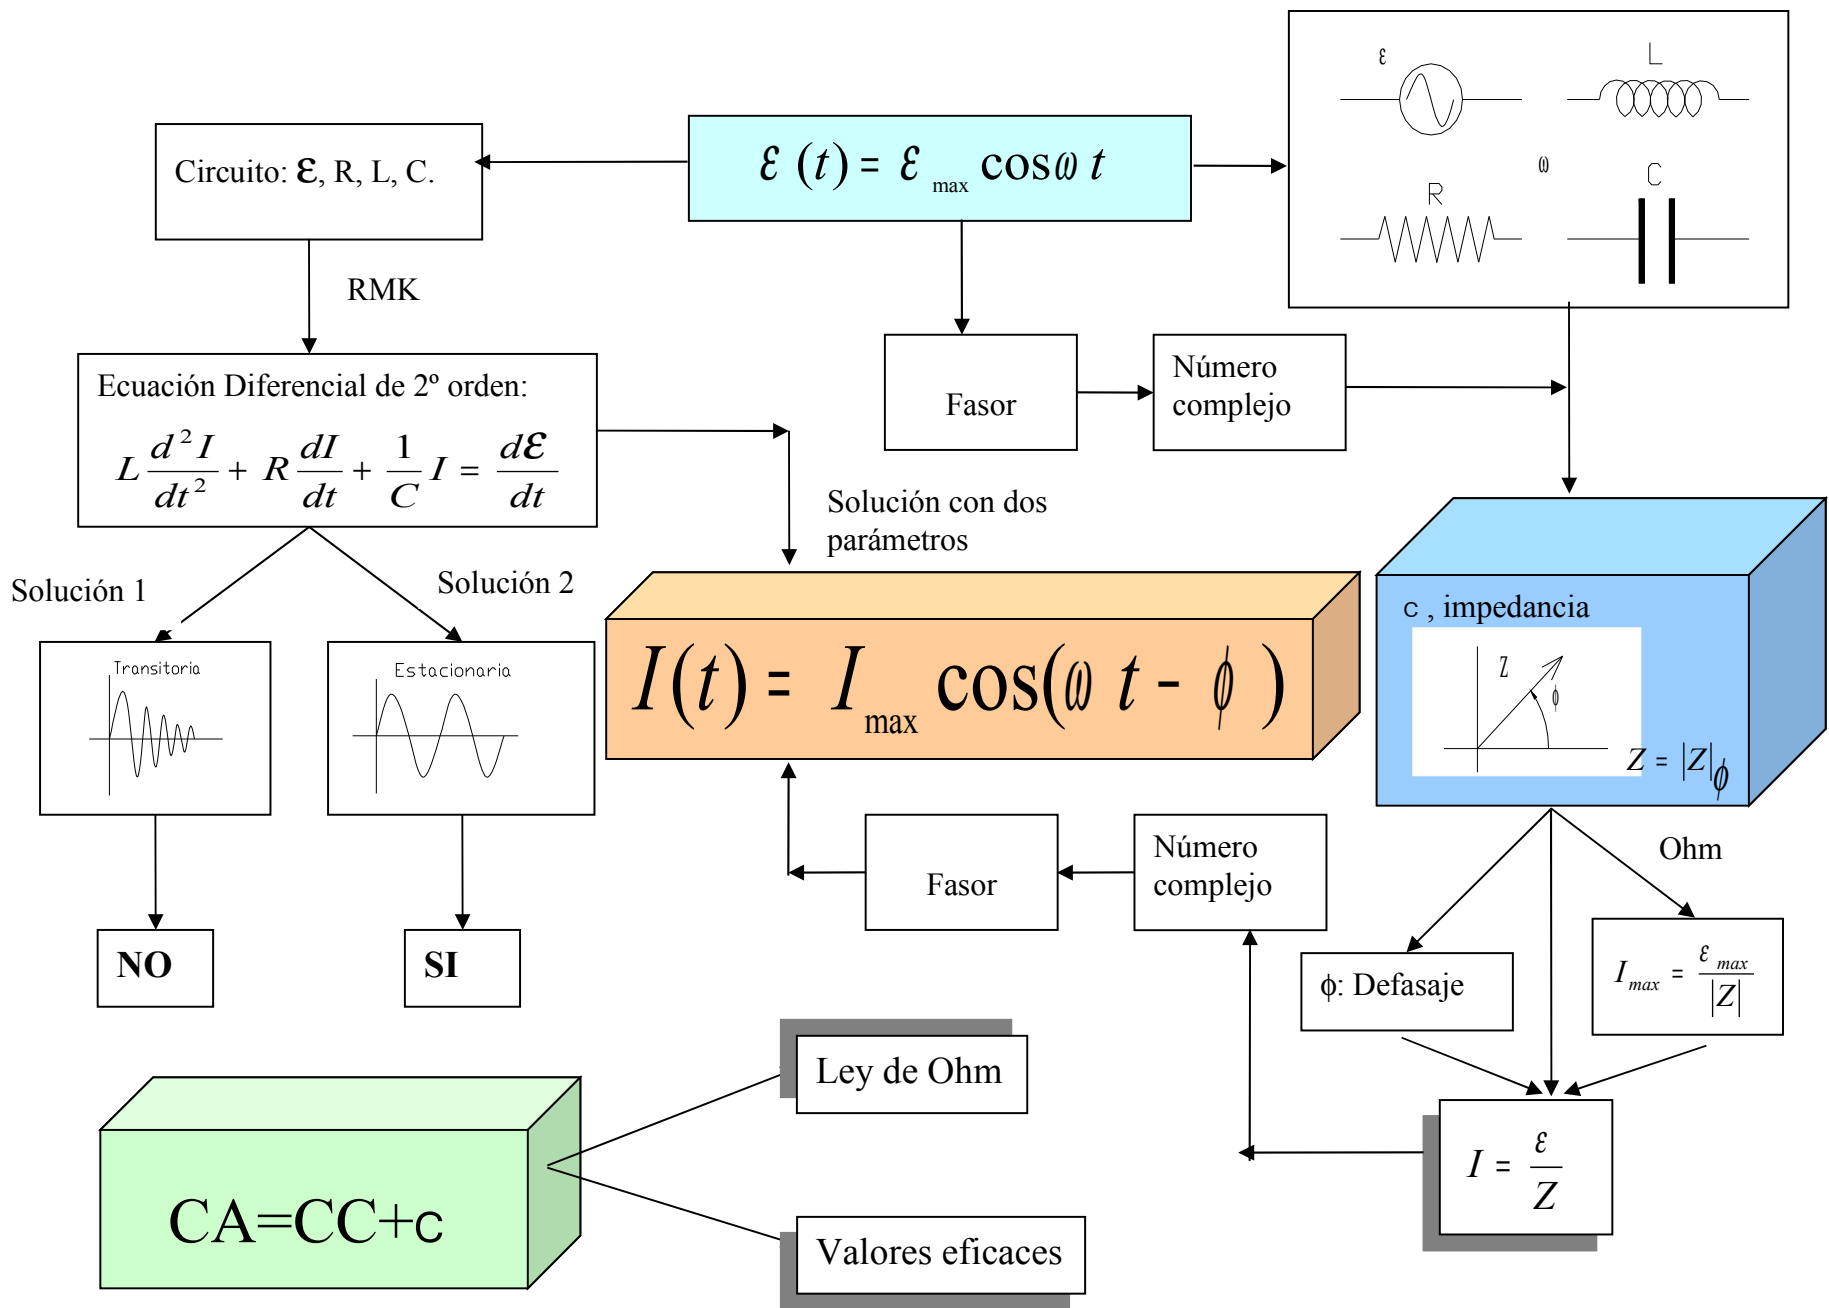 ε
L
R
ω
C
Circuito: ε, R, L, C.
ε (t) = ε max cos ω t
RMK
Ecuación Diferencial de 2º orden:
L d²I/dt² + R dI/dt + 1/C I = dε/dt
Fasor
Número
complejo
Solución con dos
parámetros
Solución 1
Solución 2
Transitoria
Estacionaria
I(t) = I max cos(ω t - ϕ )
c , impedancia
Z
ϕ
Z = |Z| ϕ
NO
SI
Fasor
Número
complejo
Ohm
ϕ: Defasaje
I max = ε max / |Z|
I = ε / Z
Ley de Ohm
CA=CC+c
Valores eficaces